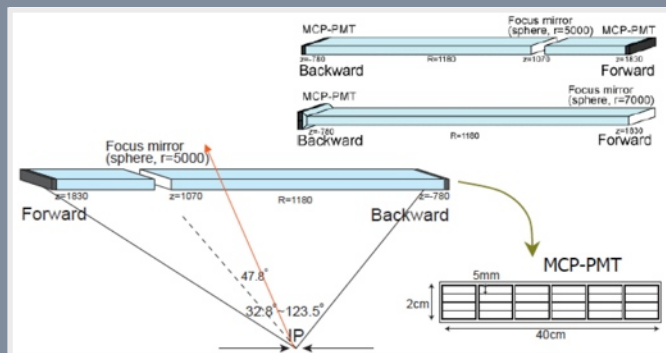 Focus mirror
MCP-PMT (sphere, r=5000) MCP-PMT
z=-780 R=1180 z=1070 z=1830
Backward Forward
MCP-PMT Focus mirror
(sphere, r=7000)
z=-780 z=1830
Backward R=1180 Forward
Focus mirror
(sphere, r=5000)
z=1830 z=1070 R=1180 z=-780
Forward Backward
47.8°
32.8°~123.5°
IP
MCP-PMT
5mm
2cm
40cm